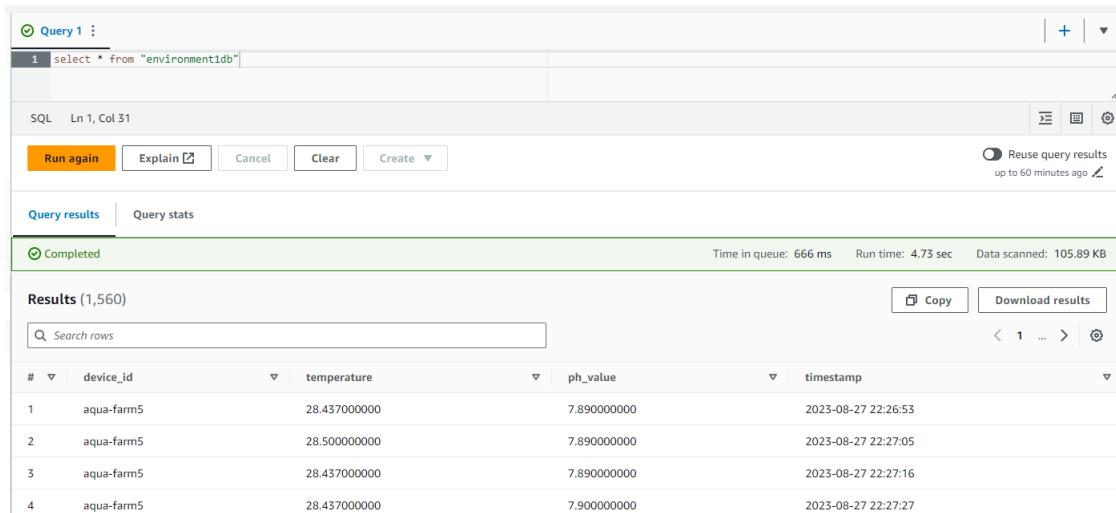 Query 1
1 select * from "environment1db"
SQL Ln 1, Col 31
Run again Explain Cancel Clear Create Reuse query results
up to 60 minutes ago
Query results Query stats
Completed Time in queue: 666 ms Run time: 4.73 sec Data scanned: 105.89 KB
Results (1,560) Copy Download results
Search rows 1 ...
# device_id temperature ph_value timestamp
1 aqua-farm5 28.437000000 7.890000000 2023-08-27 22:26:53
2 aqua-farm5 28.500000000 7.890000000 2023-08-27 22:27:05
3 aqua-farm5 28.437000000 7.890000000 2023-08-27 22:27:16
4 aqua-farm5 28.437000000 7.900000000 2023-08-27 22:27:27